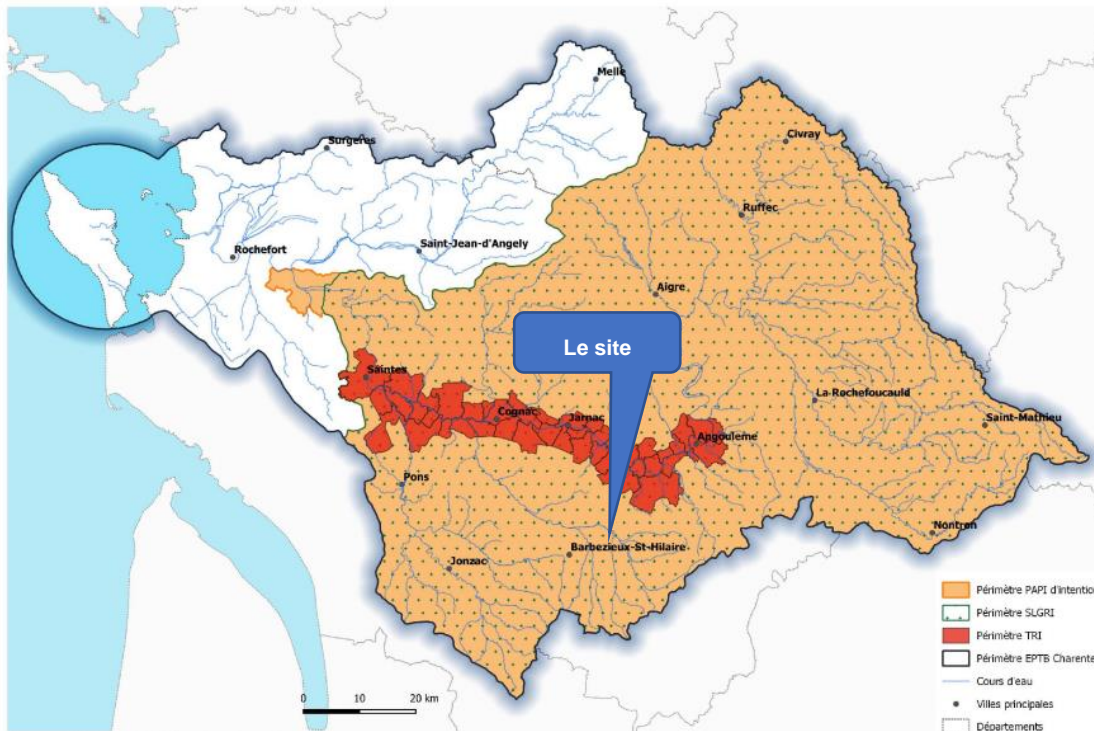 Melle
Civray
Surgères
Ruffec
Saint-Jean-d'Angely
Rochefort
Aigre
Le site
Saintes
La Rochefoucauld
Cognac
Jarnac
Saint-Mathieu
Angoulême
Pons
Nontron
Barbezieux-St-Hilaire
Jonzac
Périmètre PAPI d'intention
Périmètre SLGRI
Périmètre TRI
Périmètre EPTB Charente
Cours d'eau
Villes principales
Départements
0 10 20 km